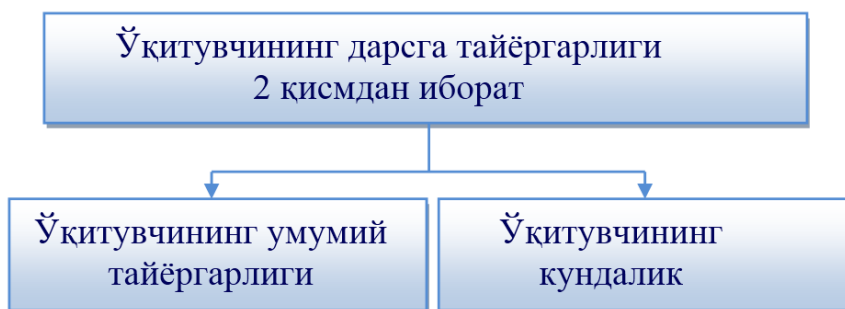 Ўқитувчининг дарсга тайёргарлиги
2 қисмдан иборат
Ўқитувчининг умумий
тайёргарлиги
Ўқитувчининг
кундалик